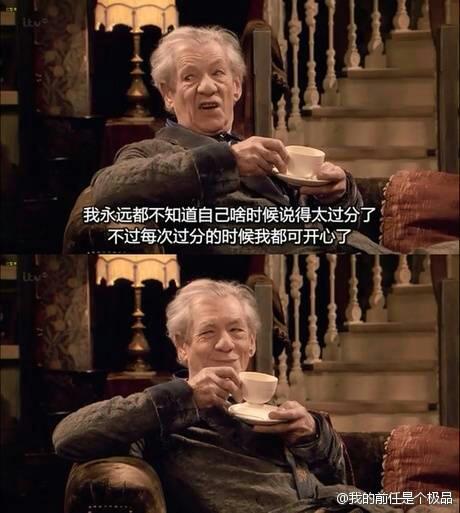 itv
我永远都不知道自己啥时候说得太过分了
不过每次过分的时候我都可开心了
itv
@我的前任是个极品